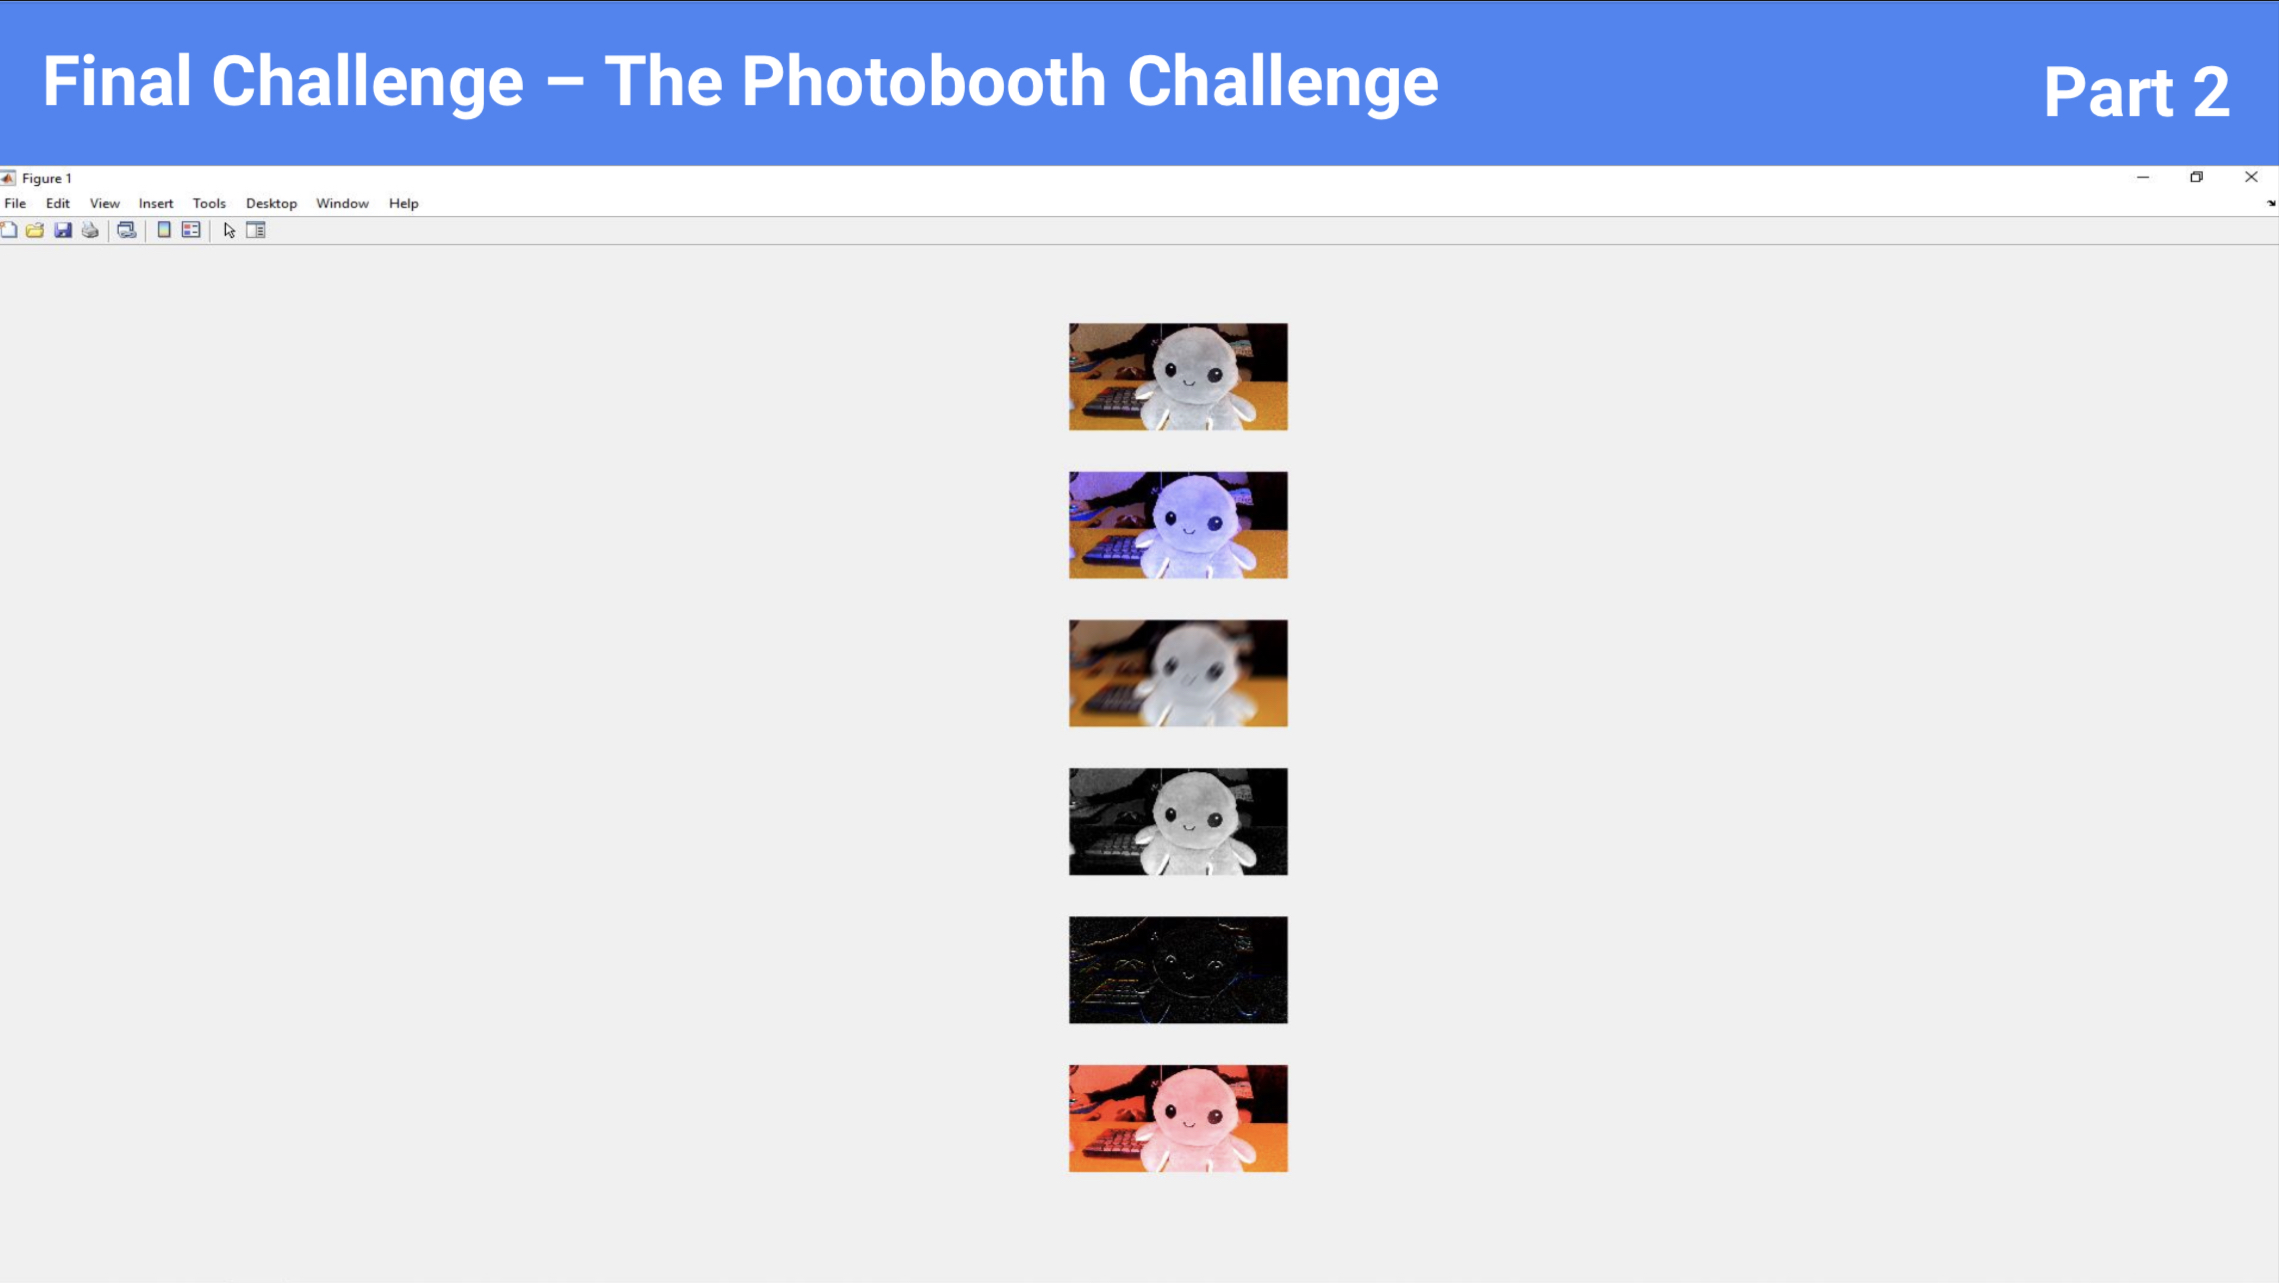 Final Challenge – The Photobooth Challenge
Part 2
Figure 1
File Edit View Insert Tools Desktop Window Help